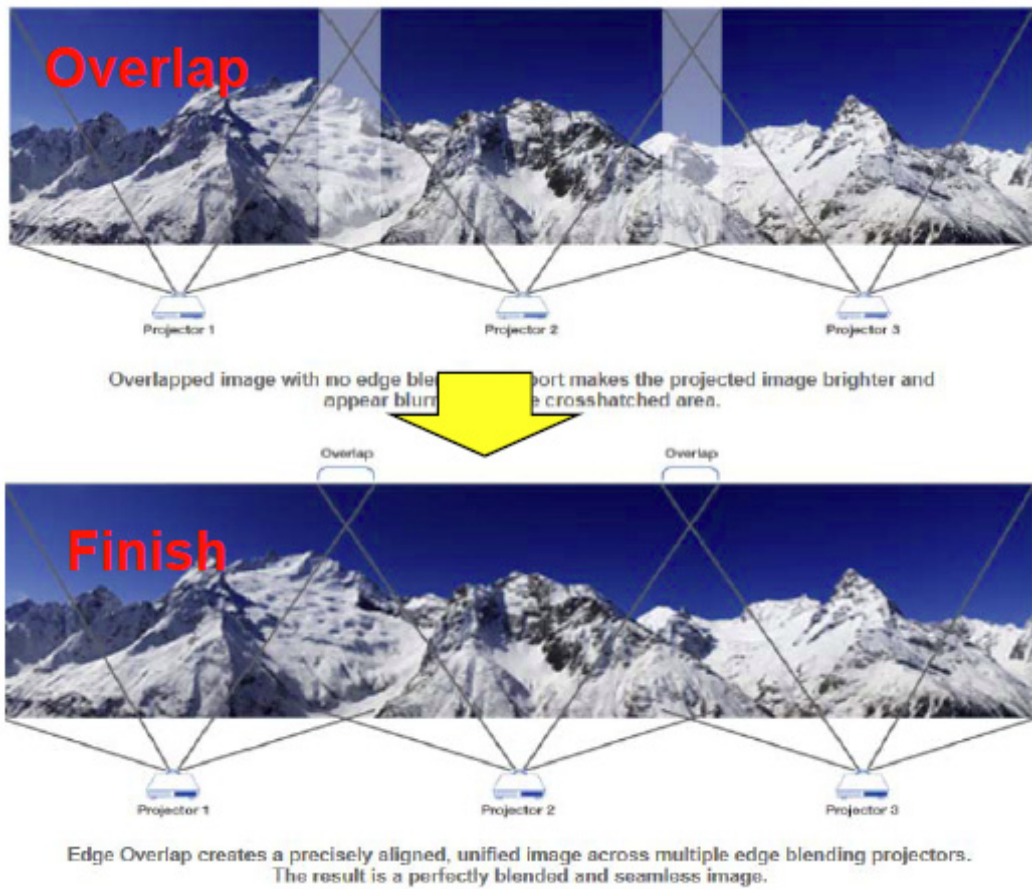 Overlap
Projector 1
Projector 2
Projector 3
Overlapped image with no edge ble ort makes the projected image brighter and
appear blurr e crosshatched area.
Overlap
Overlap
Finish
Projector 1
Projector 2
Projector 3
Edge Overlap creates a precisely aligned, unified image across multiple edge blending projectors.
The result is a perfectly blended and seamless image.